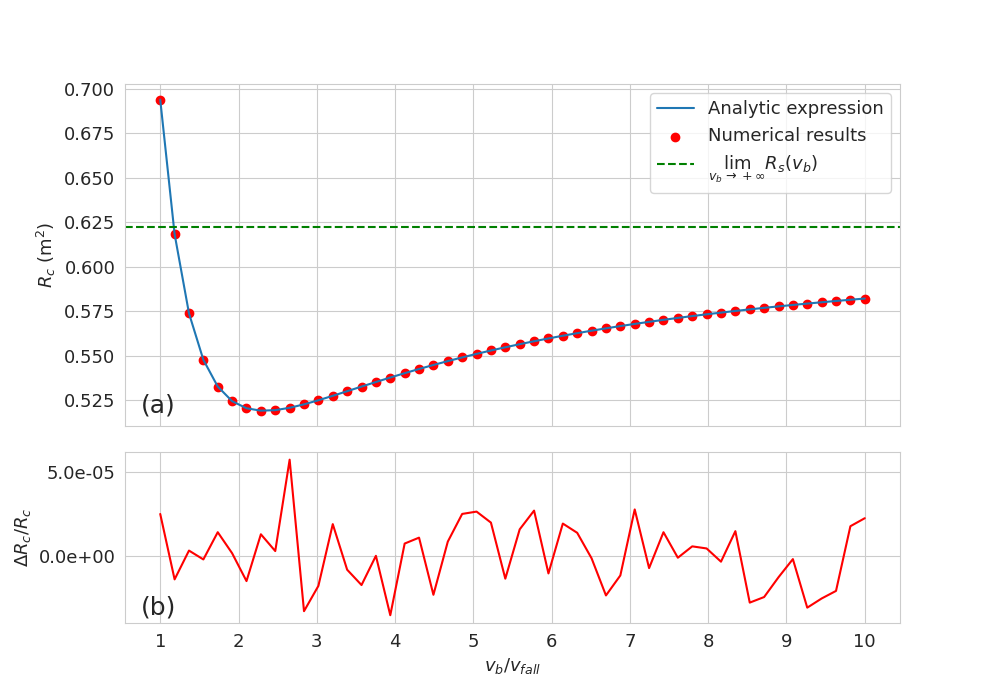 0.700
0.675
0.650
0.625
0.600
0.575
0.550
0.525
R_c (m²)
Analytic expression
Numerical results
lim R_s(v_b)
v_b → +∞
(a)
5.0e-05
0.0e+00
ΔR_c/R_c
(b)
1 2 3 4 5 6 7 8 9 10
v_b/v_fall